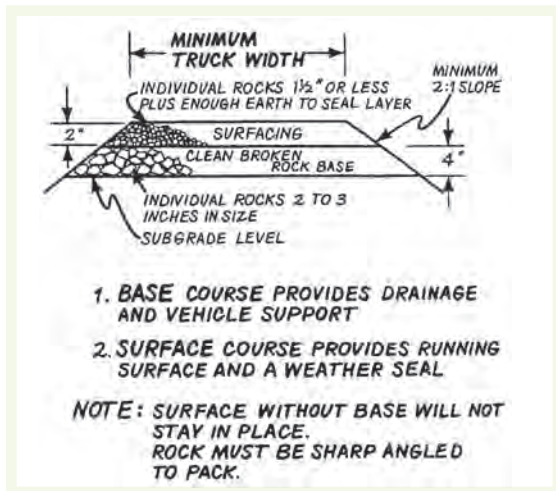 MINIMUM
TRUCK WIDTH
INDIVIDUAL ROCKS 1½" OR LESS
PLUS ENOUGH EARTH TO SEAL LAYER
MINIMUM
2:1 SLOPE
2"
SURFACING
CLEAN BROKEN
ROCK BASE
4"
INDIVIDUAL ROCKS 2 TO 3
INCHES IN SIZE
SUBGRADE LEVEL
1. BASE COURSE PROVIDES DRAINAGE
AND VEHICLE SUPPORT
2. SURFACE COURSE PROVIDES RUNNING
SURFACE AND A WEATHER SEAL
NOTE: SURFACE WITHOUT BASE WILL NOT
STAY IN PLACE.
ROCK MUST BE SHARP ANGLED
TO PACK.